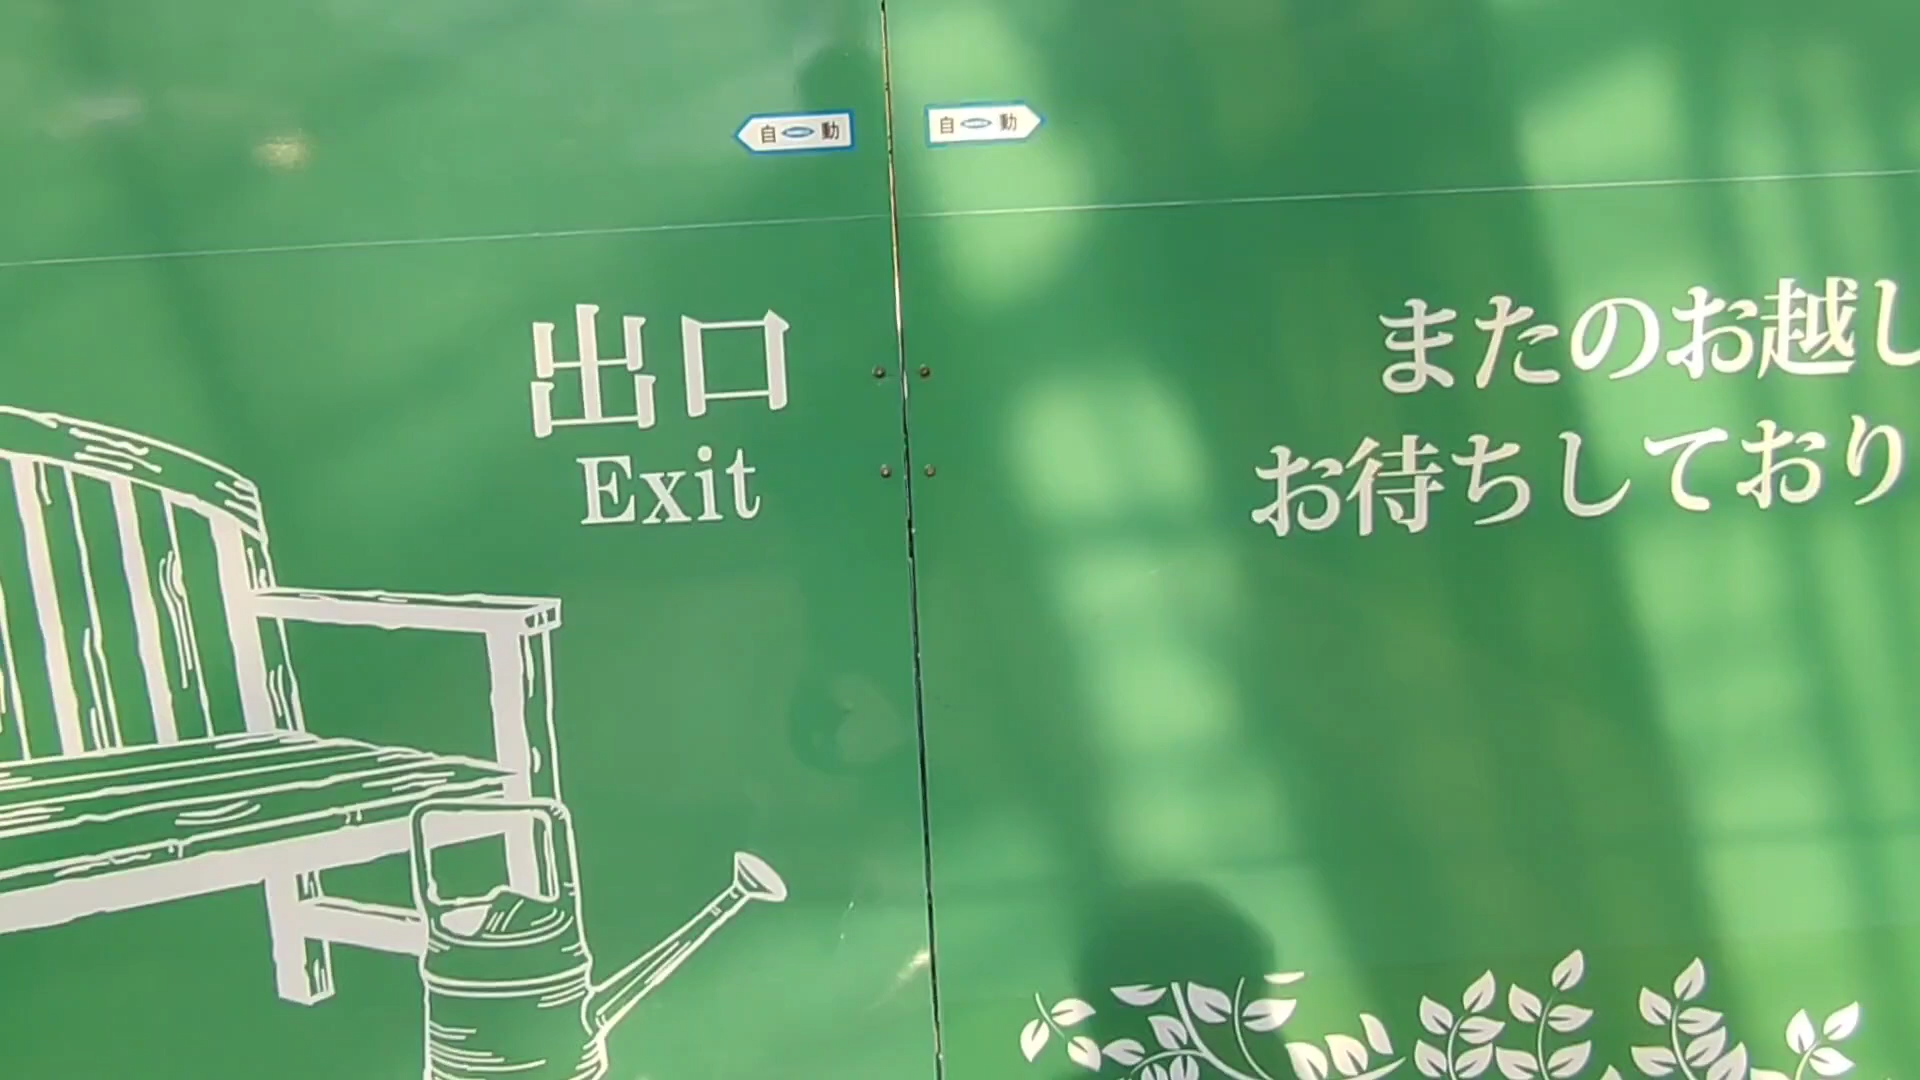 自動
自動
出口
Exit
またのお越し
お待ちしており